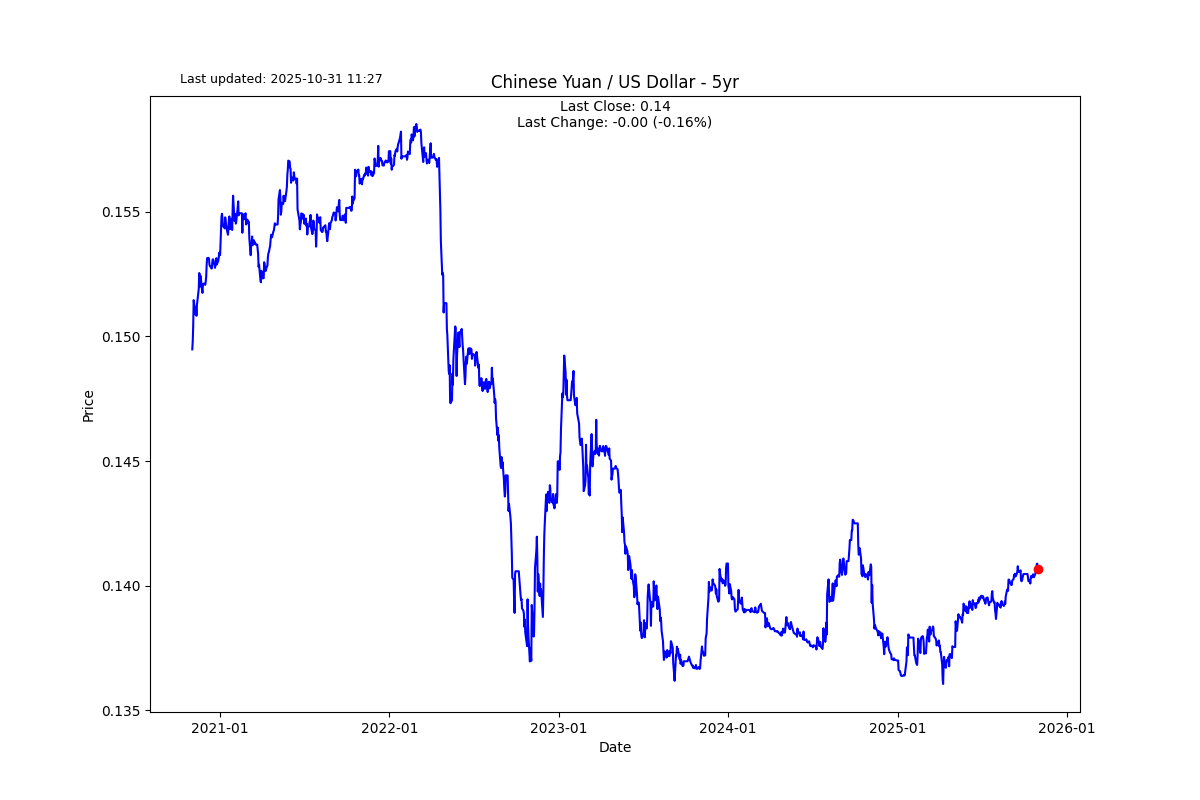 Last updated: 2025-10-31 11:27
Chinese Yuan / US Dollar - 5yr
Last Close: 0.14
Last Change: -0.00 (-0.16%)
0.155
0.150
0.145
0.140
0.135
Price
2021-01
2022-01
2023-01
2024-01
2025-01
2026-01
Date